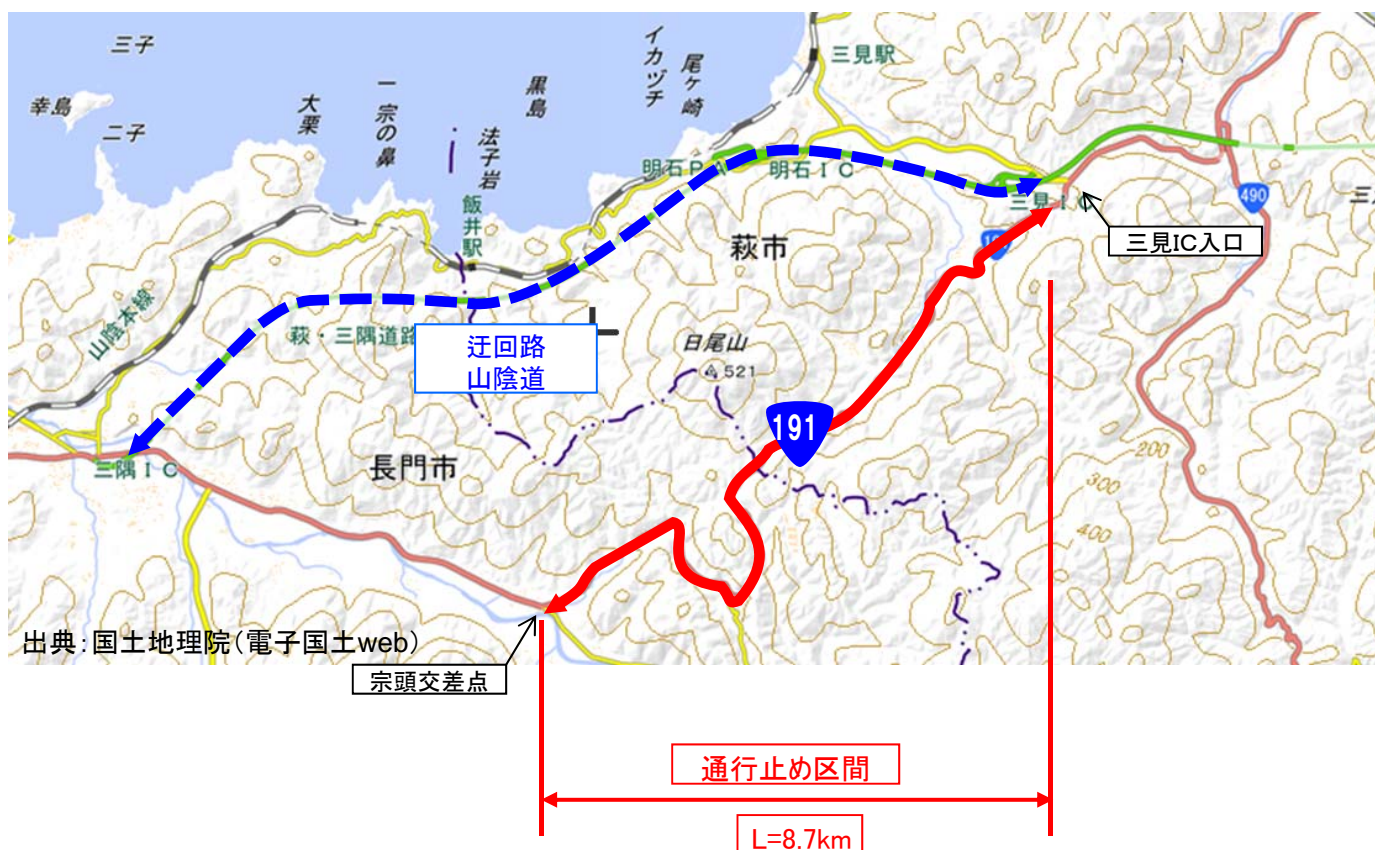 三子
幸島
二子
大栗
一宗の鼻
法子岩
黒島
イカヅチ
尾ヶ崎
三見駅
明石PA
明石IC
三見IC
三見IC入口
490
飯井駅
萩市
山陰本線
萩・三隅道路
迂回路
山陰道
日尾山
521
191
三隅IC
長門市
200
300
400
出典：国土地理院（電子国土web）
宗頭交差点
通行止め区間
L=8.7km